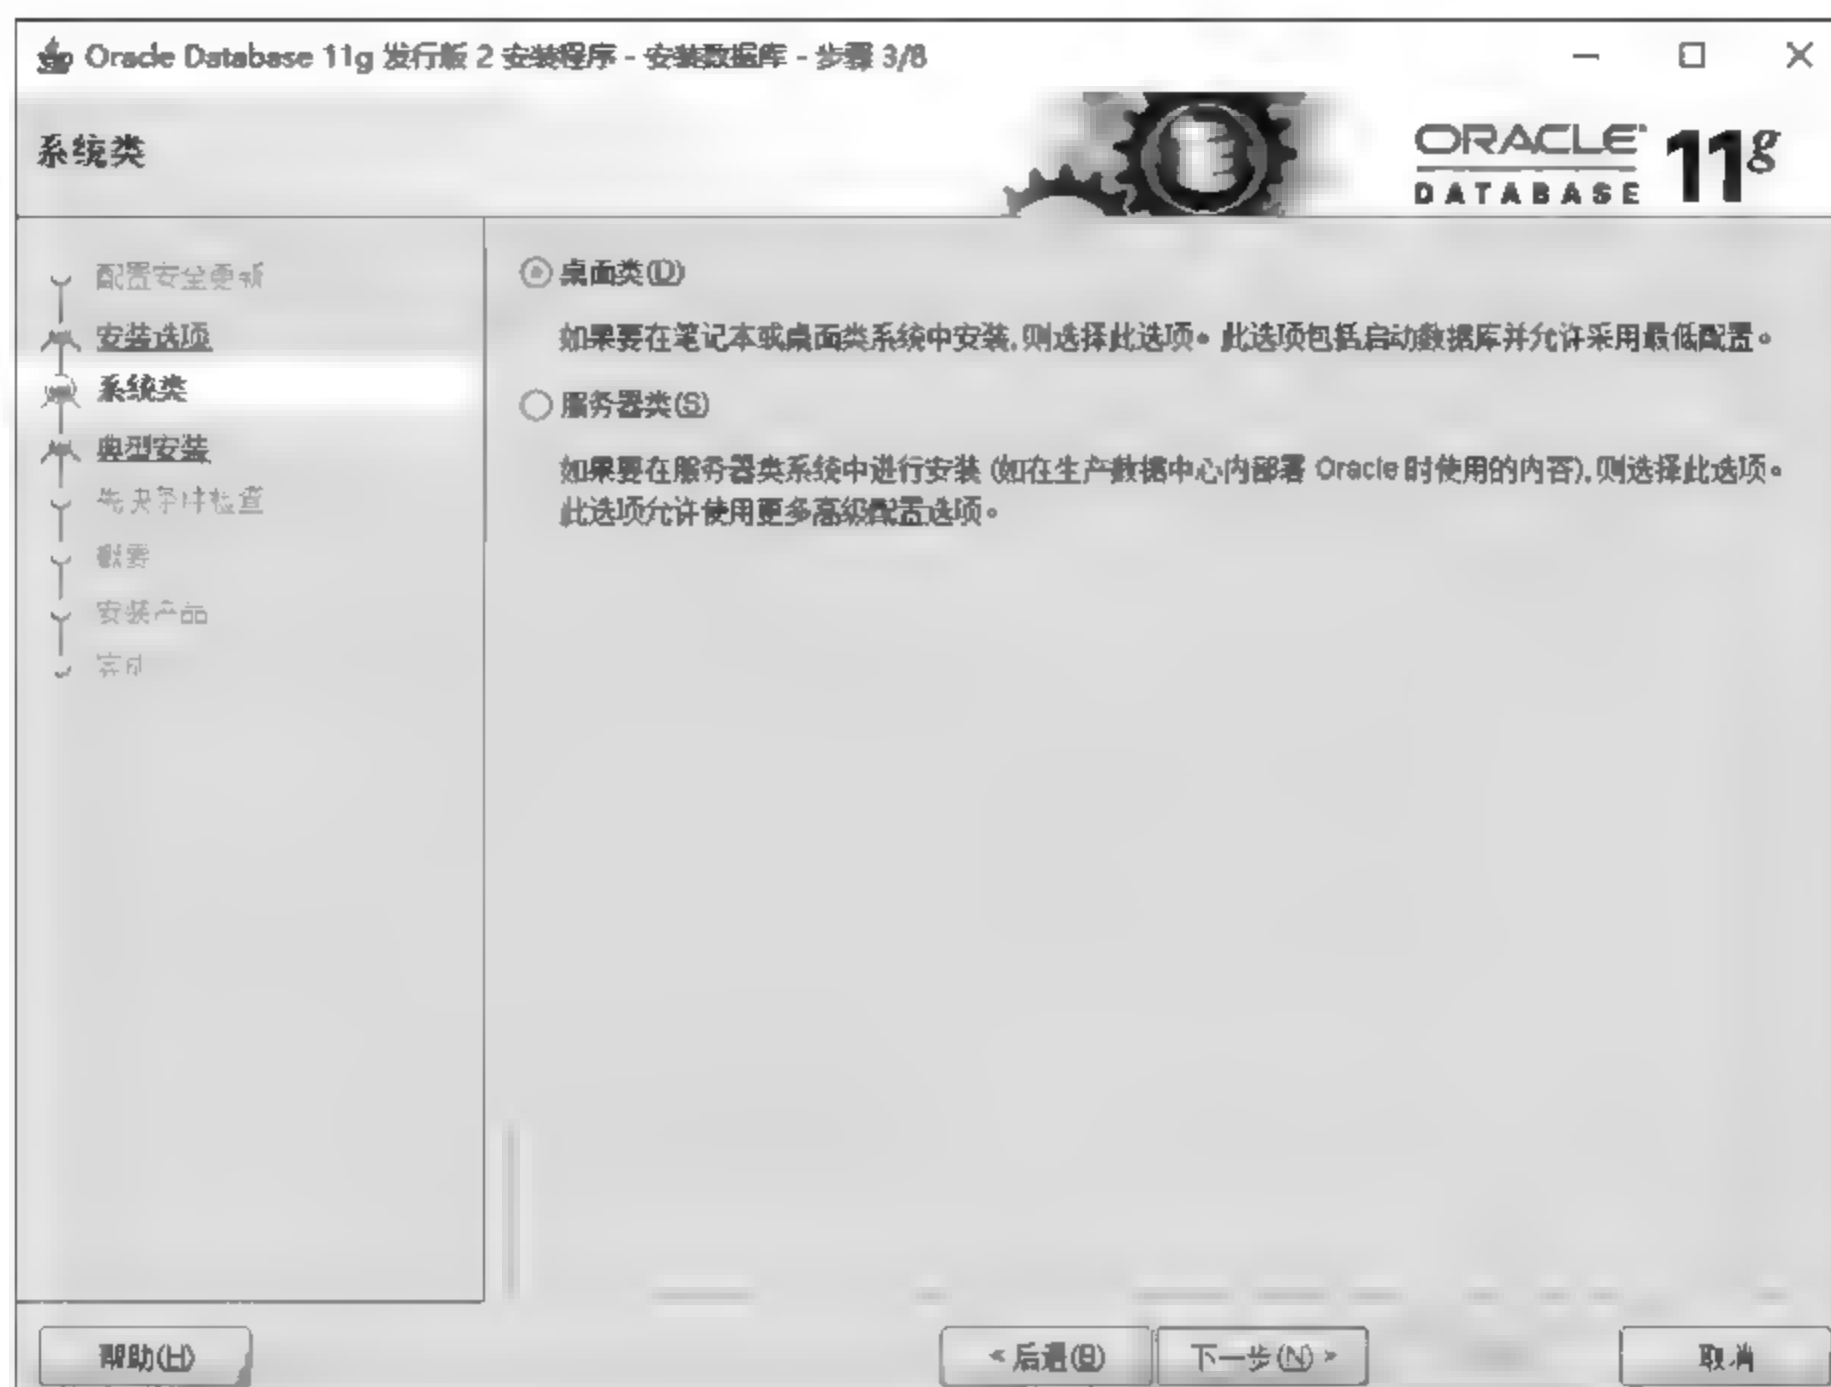 Oracle Database 11g 发行版 2 安装程序 - 安装数据库 - 步骤 3/8
系统类
ORACLE
DATABASE 11g
配置安全更新
安装选项
系统类
典型安装
先决条件检查
概要
安装产品
完成
桌面类(D)
如果要在笔记本或桌面类系统中安装,则选择此选项。此选项包括启动数据库并允许采用最低配置。
服务器类(S)
如果要在服务器类系统中进行安装 (如在生产数据中心内部署 Oracle 时使用的内容),则选择此选项。
此选项允许使用更多高级配置选项。
帮助(H)
< 后退(B)
下一步(N) >
取消